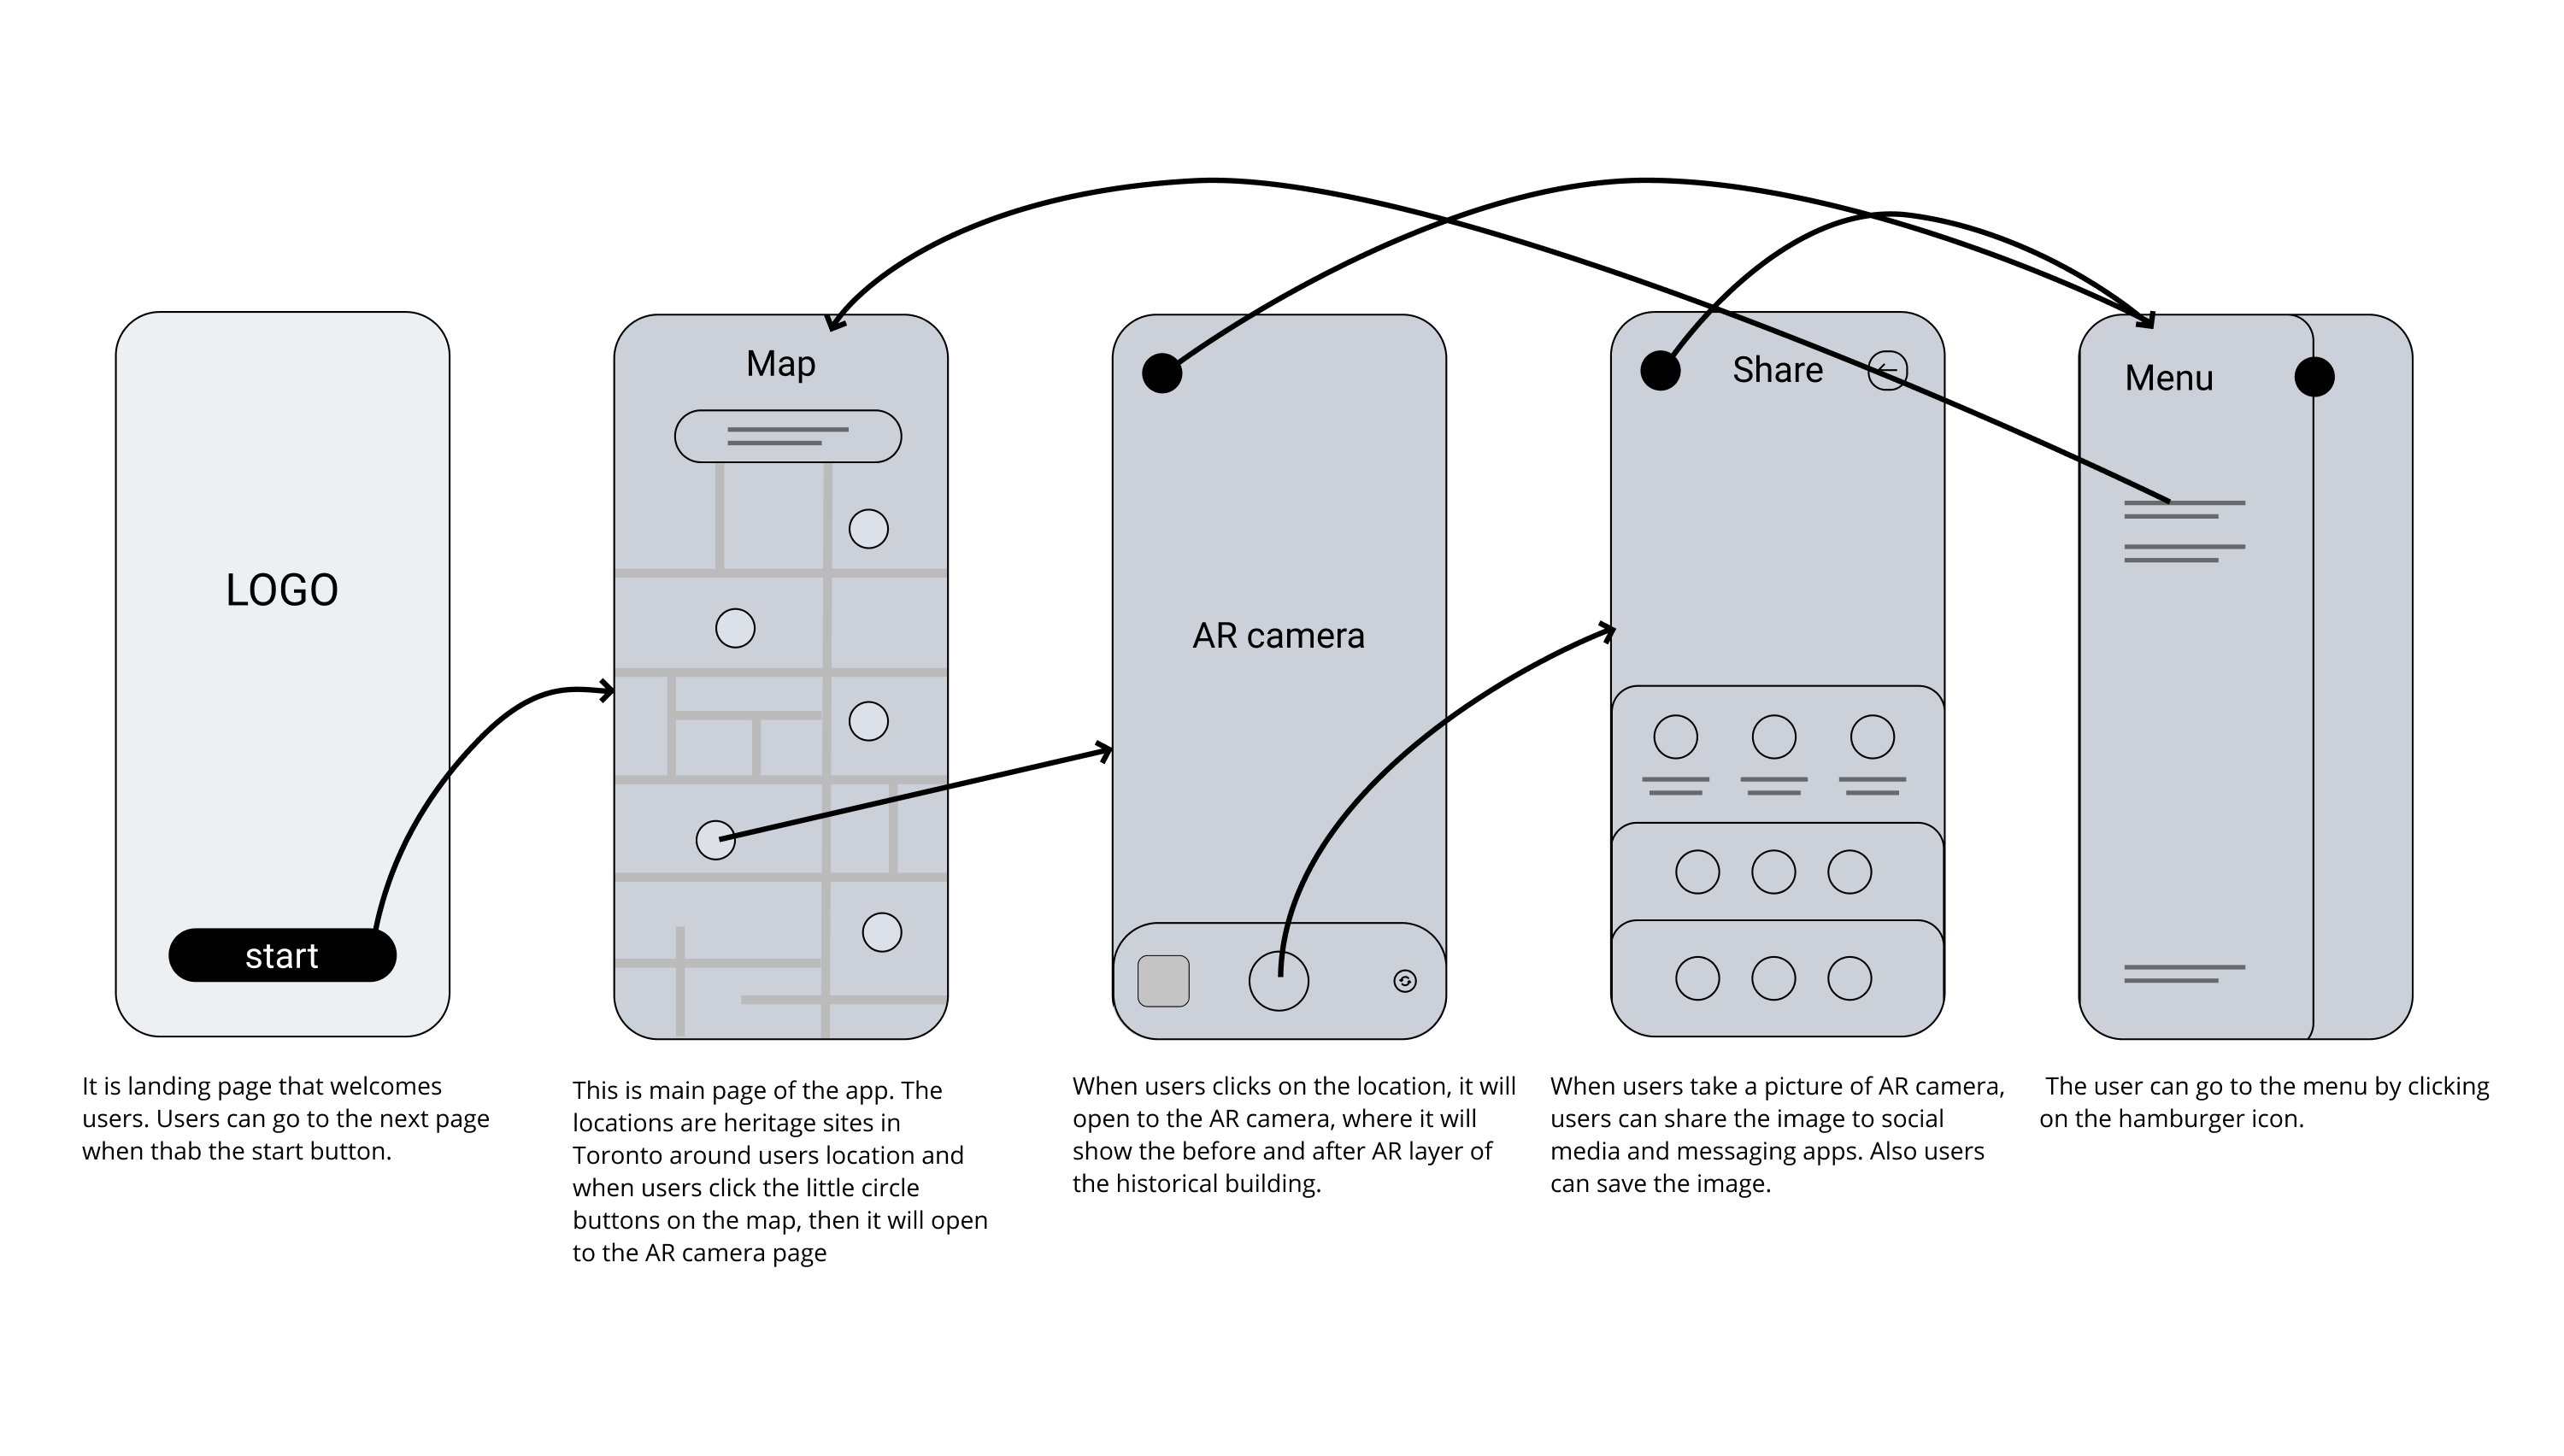 LOGO
start
It is landing page that welcomes
users. Users can go to the next page
when thab the start button.
Map
This is main page of the app. The
locations are heritage sites in
Toronto around users location and
when users click the little circle
buttons on the map, then it will open
to the AR camera page
AR camera
When users clicks on the location, it will
open to the AR camera, where it will
show the before and after AR layer of
the historical building.
Share
When users take a picture of AR camera,
users can share the image to social
media and messaging apps. Also users
can save the image.
Menu
The user can go to the menu by clicking
on the hamburger icon.